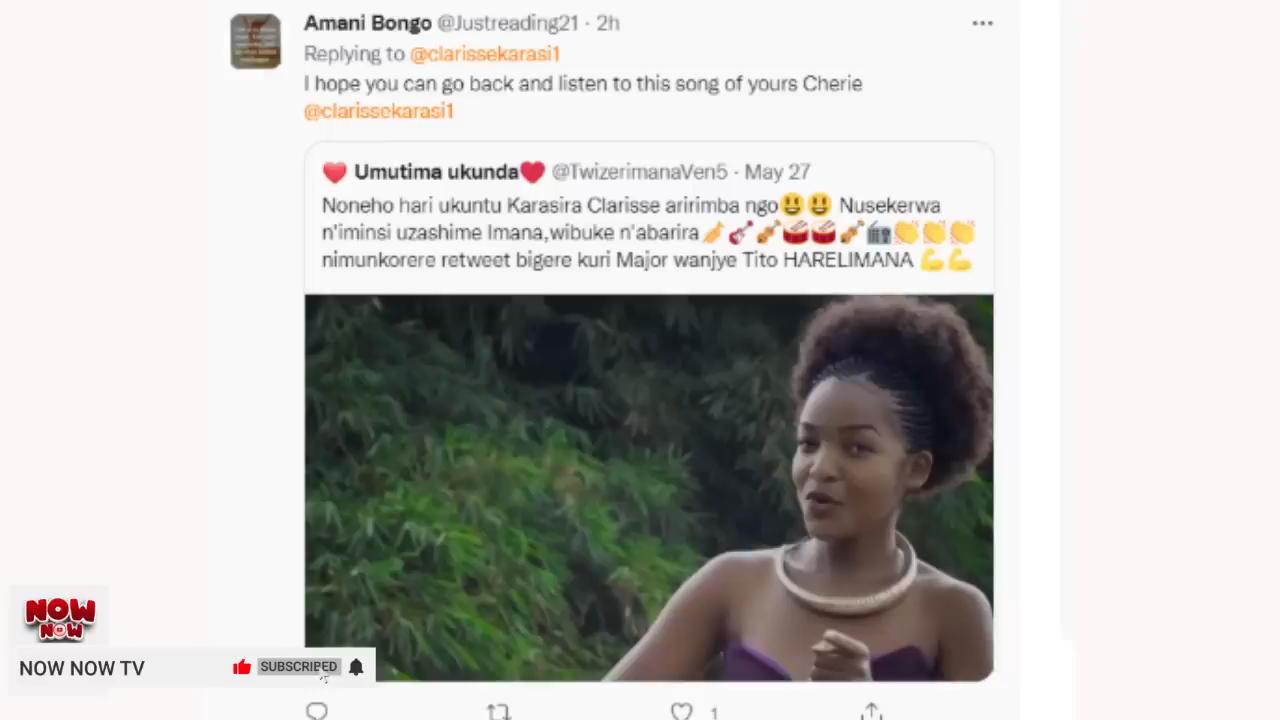 Amani Bongo @Justreading21 · 2h
Replying to @clarissekarasi1
I hope you can go back and listen to this song of yours Cherie
@clarissekarasi1
❤️ Umutima ukunda❤️ @TwizerimanaVen5 · May 27
Noneho hari ukuntu Karasira Clarisse aririmba ngo😃😃 Nusekerwa
n'iminsi uzashime Imana,wibuke n'abarira🎺🎸🎻🥁🥁🎻📻👏👏👏
nimunkorere retweet bigere kuri Major wanjye Tito HARELIMANA 💪💪
1
NOW
NOW
NOW NOW TV
SUBSCRIBED